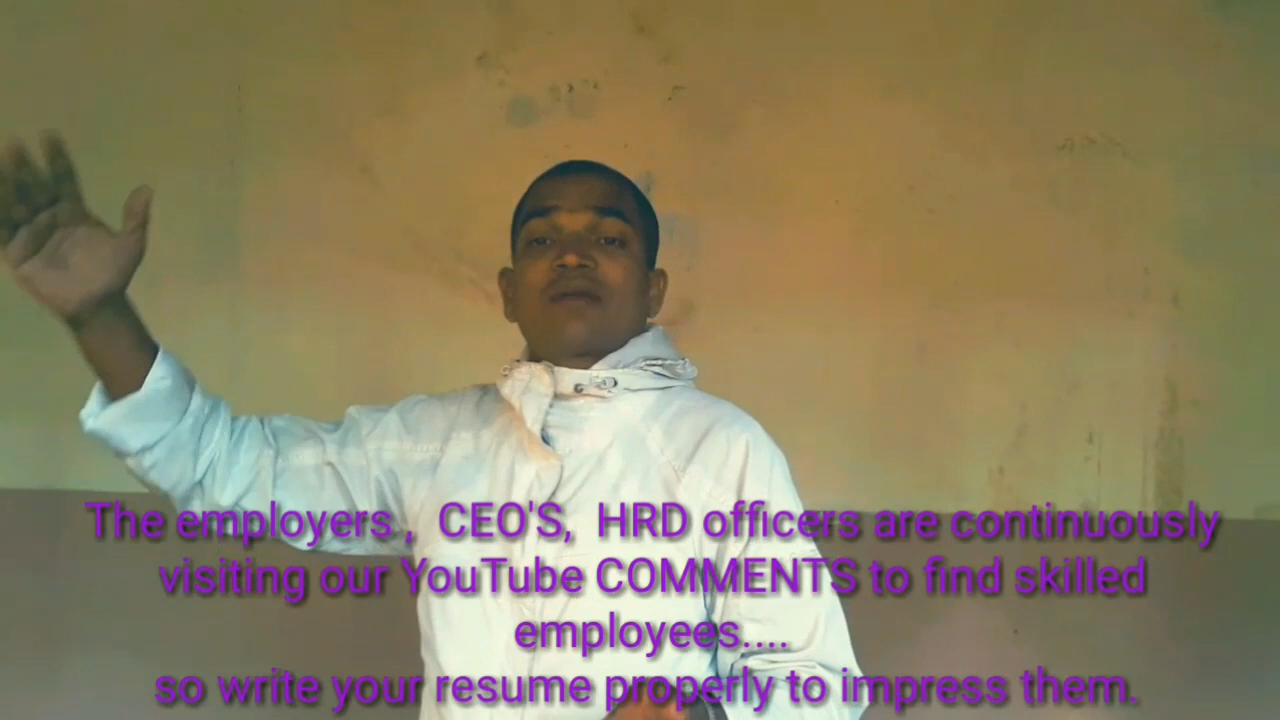 The employers , CEO'S, HRD officers are continuously
visiting our YouTube COMMENTS to find skilled
employees....
so write your resume properly to impress them.